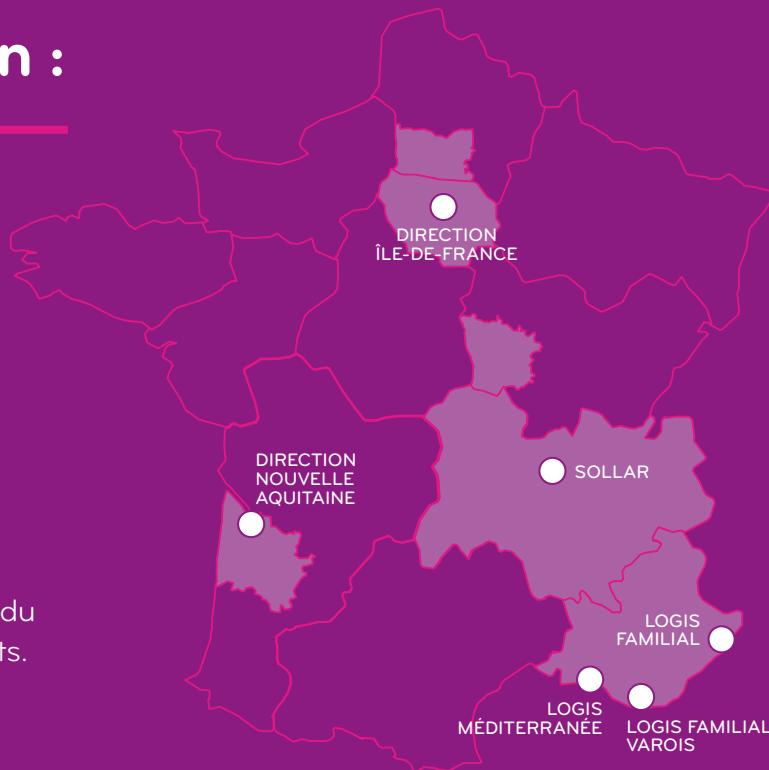 n :
DIRECTION
ÎLE-DE-FRANCE
SOLLAR
DIRECTION
NOUVELLE
AQUITAINE
du
ts.
LOGIS
FAMILIAL
LOGIS
MÉDITERRANÉE
LOGIS FAMILIAL
VAROIS